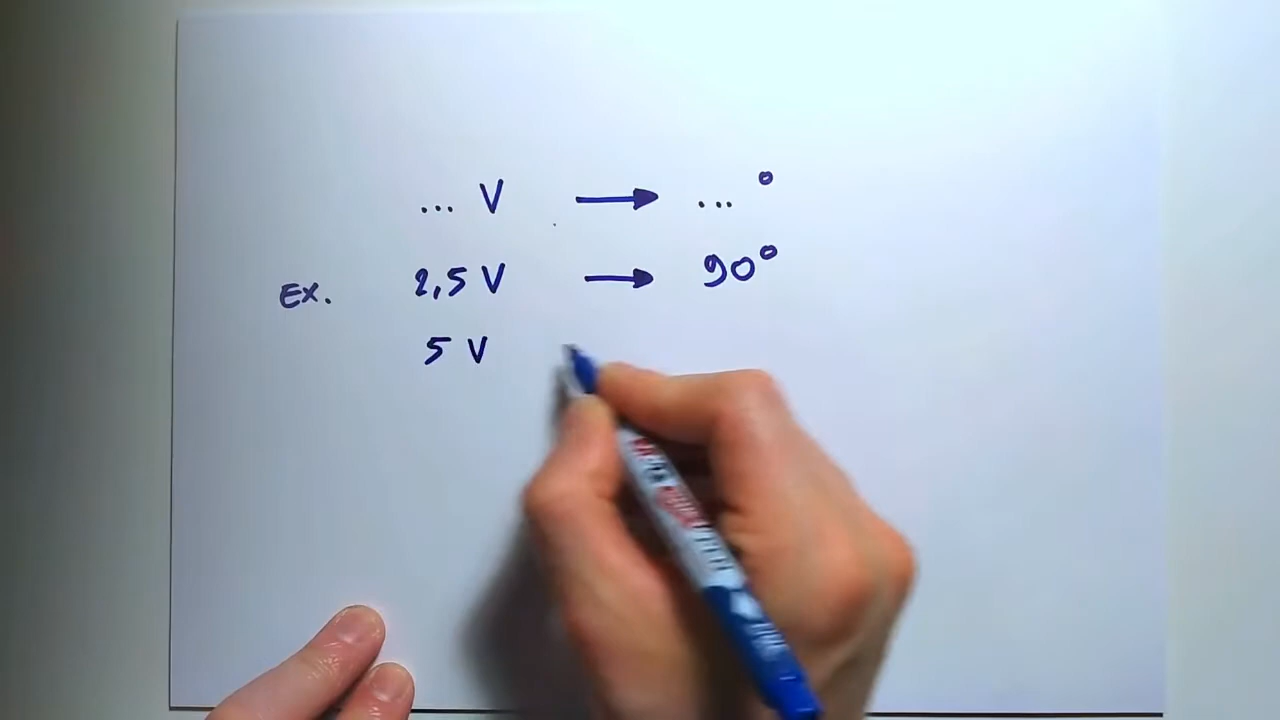 ... V → ... °
Ex. 2,5 V → 90°
5 V